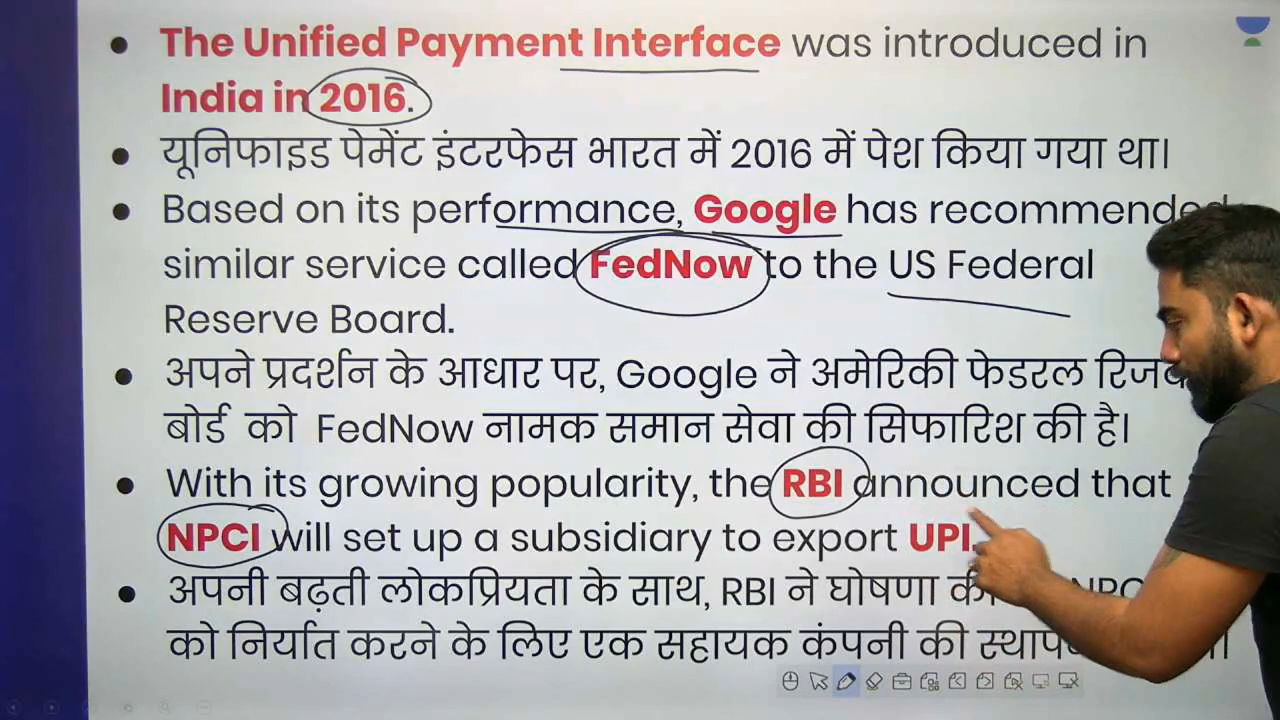 The Unified Payment Interface was introduced in
India in 2016.
यूनिफाइड पेमेंट इंटरफेस भारत में 2016 में पेश किया गया था।
Based on its performance, Google has recommended
similar service called FedNow to the US Federal
Reserve Board.
अपने प्रदर्शन के आधार पर, Google ने अमेरिकी फेडरल
बोर्ड को FedNow नामक समान सेवा की सिफारिश की है।
With its growing popularity, the RBI announced that
NPCI will set up a subsidiary to export UPI.
अपनी बढ़ती लोकप्रियता के साथ, RBI ने घोषणा
को निर्यात करने के लिए एक सहायक कंपनी की